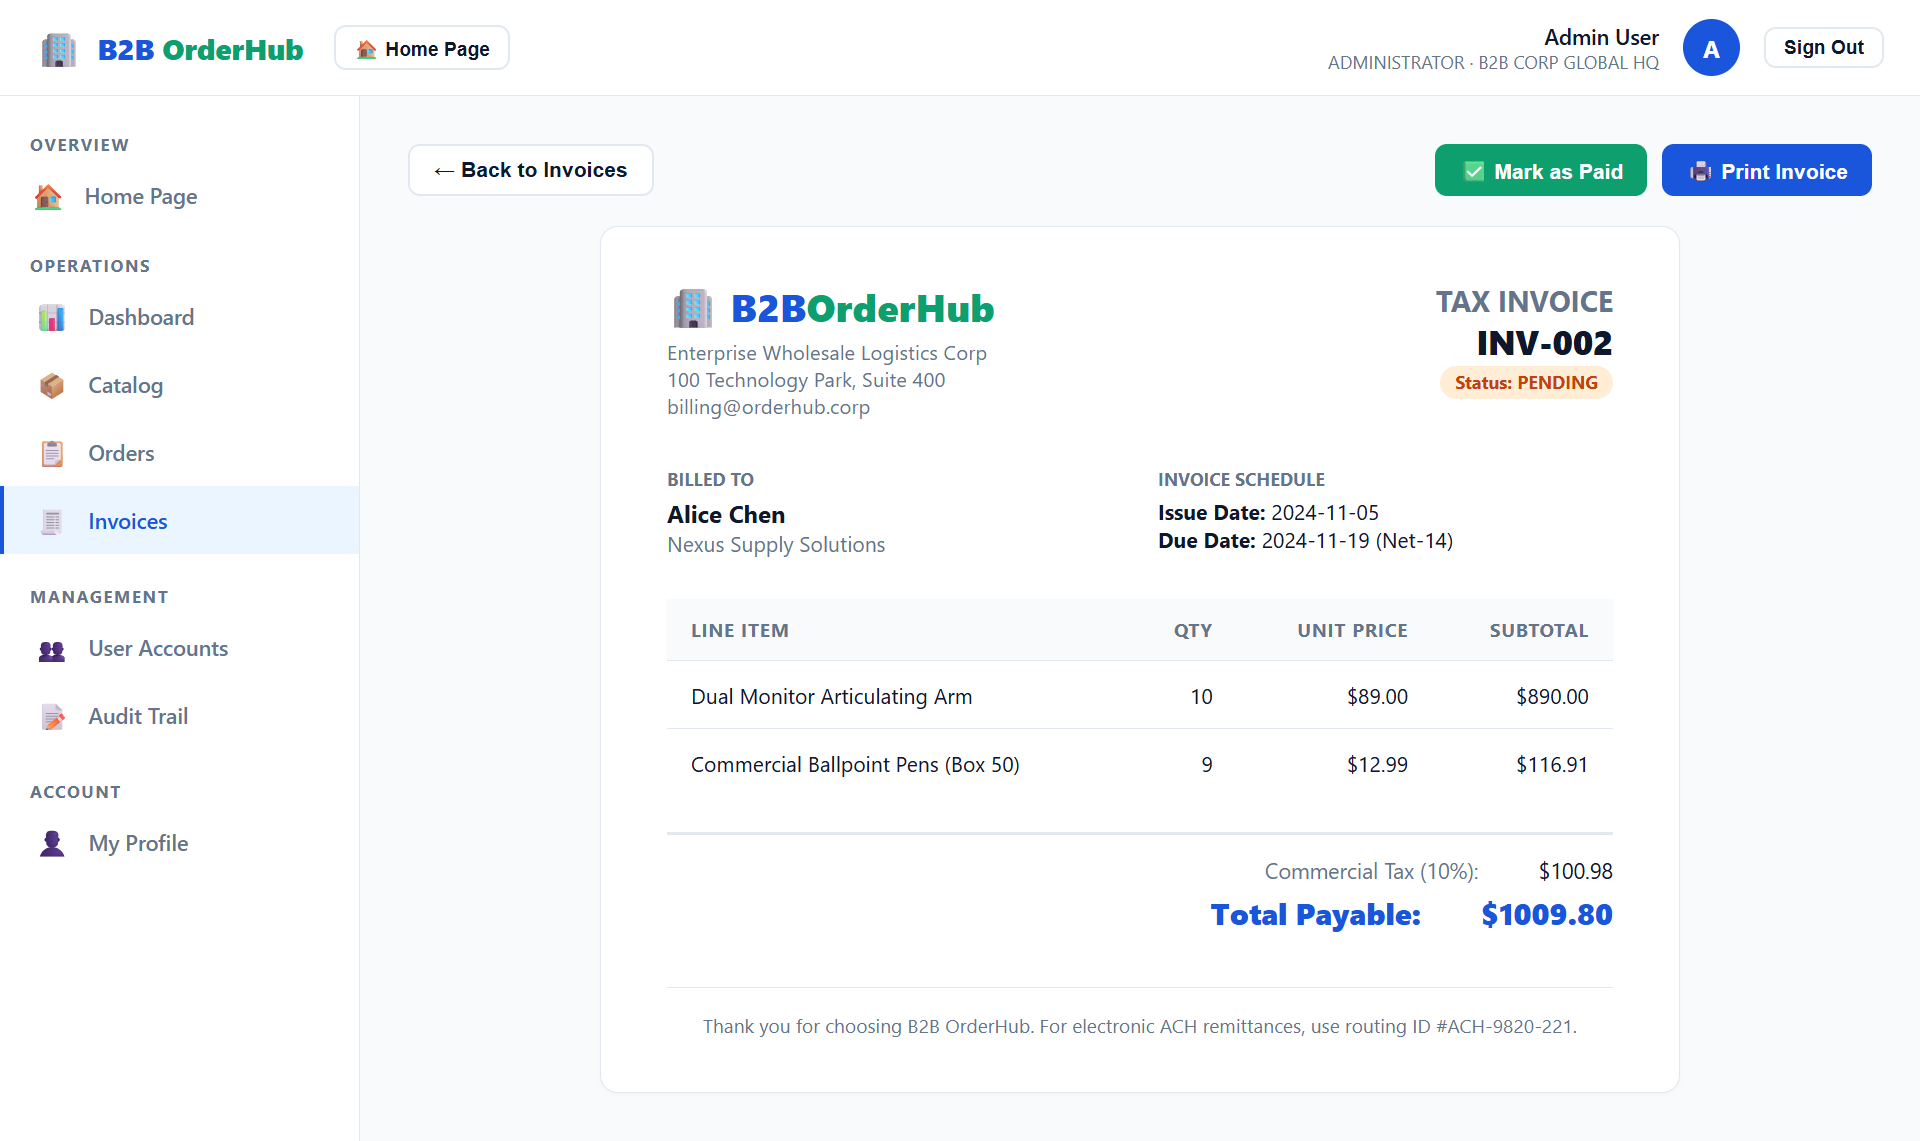 B2B OrderHub
Home Page
Admin User
ADMINISTRATOR · B2B CORP GLOBAL HQ
A
Sign Out
OVERVIEW
Home Page
OPERATIONS
Dashboard
Catalog
Orders
Invoices
MANAGEMENT
User Accounts
Audit Trail
ACCOUNT
My Profile
← Back to Invoices
Mark as Paid
Print Invoice
B2BOrderHub
Enterprise Wholesale Logistics Corp
100 Technology Park, Suite 400
billing@orderhub.corp
TAX INVOICE
INV-002
Status: PENDING
BILLED TO
Alice Chen
Nexus Supply Solutions
INVOICE SCHEDULE
Issue Date: 2024-11-05
Due Date: 2024-11-19 (Net-14)
LINE ITEM QTY UNIT PRICE SUBTOTAL
Dual Monitor Articulating Arm 10 $89.00 $890.00
Commercial Ballpoint Pens (Box 50) 9 $12.99 $116.91
Commercial Tax (10%): $100.98
Total Payable: $1009.80
Thank you for choosing B2B OrderHub. For electronic ACH remittances, use routing ID #ACH-9820-221.